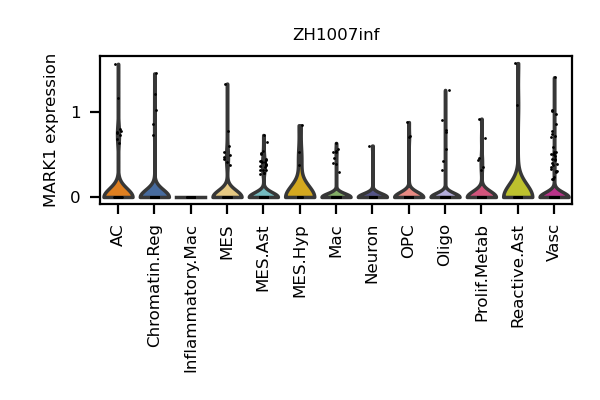 ZH1007inf
MARK1 expression
1
0
AC
Chromatin.Reg
Inflammatory.Mac
MES
MES.Ast
MES.Hyp
Mac
Neuron
OPC
Oligo
Prolif.Metab
Reactive.Ast
Vasc